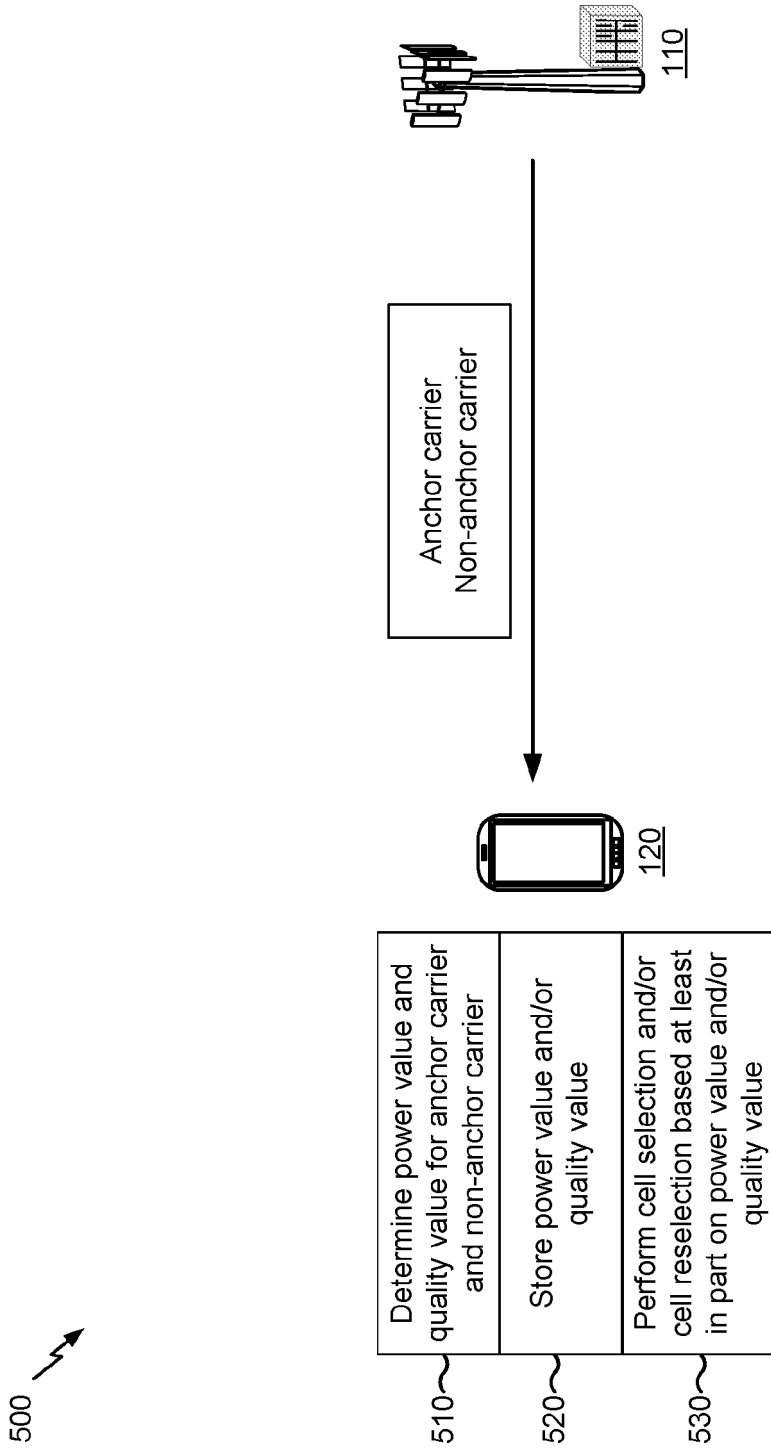 500
Anchor carrier
Non-anchor carrier
110
120
510
Determine power value and
quality value for anchor carrier
and non-anchor carrier
520
Store power value and/or
quality value
530
Perform cell selection and/or
cell reselection based at least
in part on power value and/or
quality value